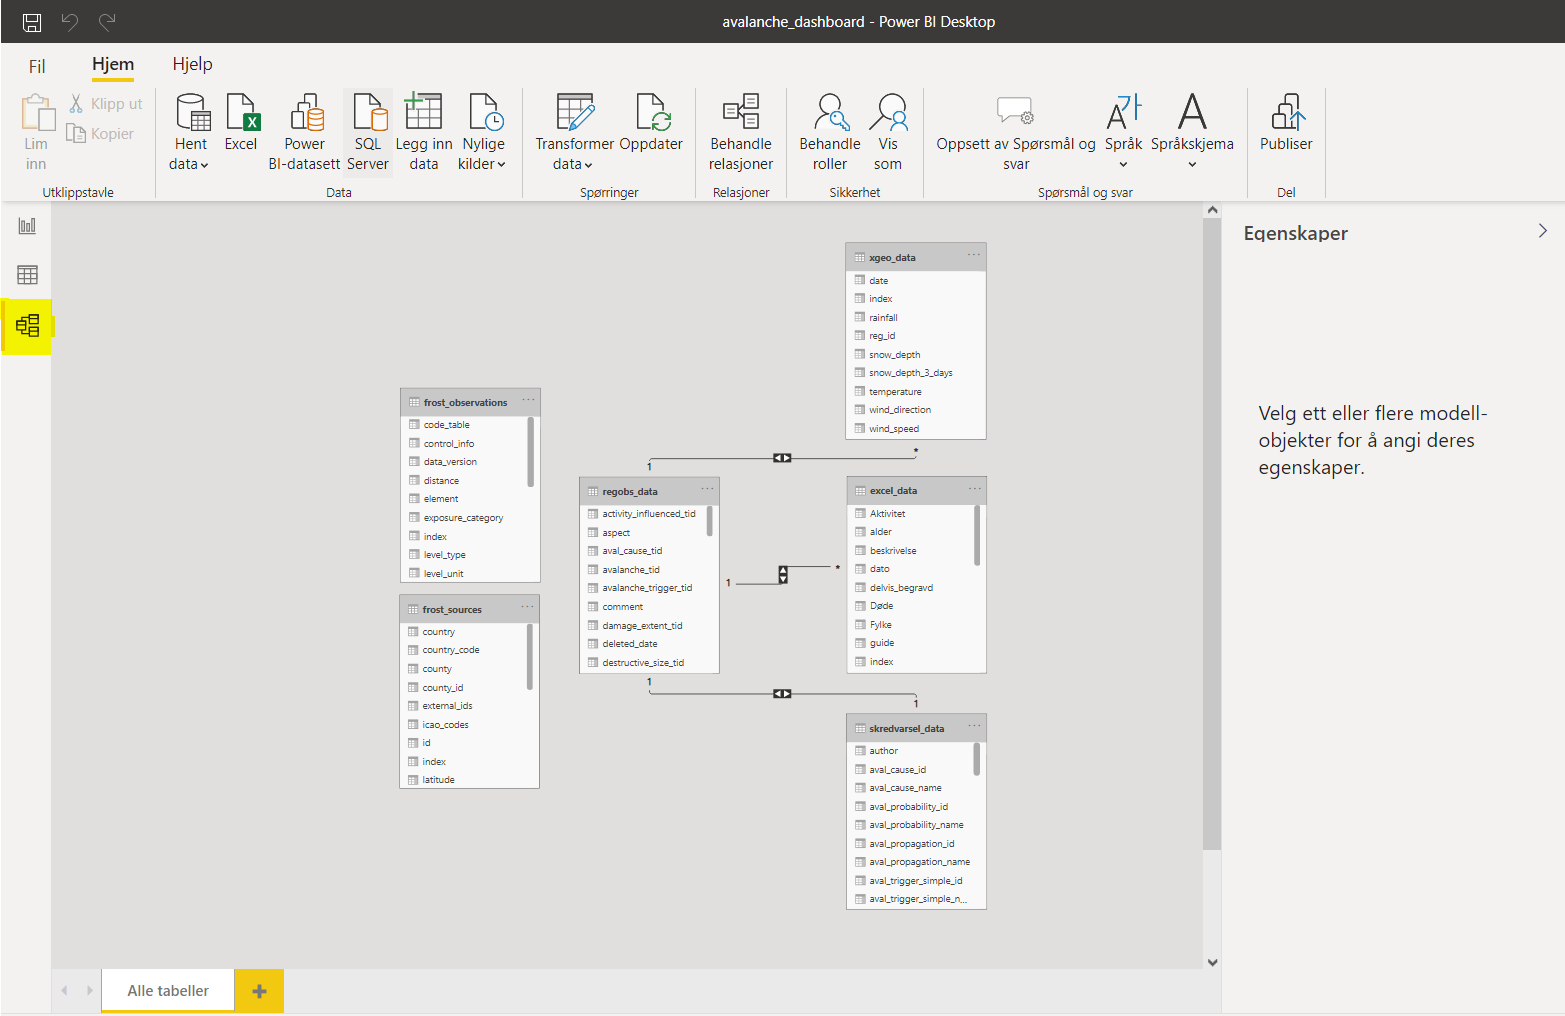 avalanche_dashboard - Power BI Desktop
Fil
Hjem
Hjelp
Lim
inn
Klipp ut
Kopier
Utklippstavle
Hent
data
Excel
Power
BI-datasett
SQL
Server
Legg inn
data
Nylige
kilder
Data
Transformer
data
Oppdater
Spørringer
Behandle
relasjoner
Relasjoner
Behandle
roller
Vis
som
Sikkerhet
Oppsett av Spørsmål og
svar
Språk
Språkskjema
Spørsmål og svar
Publiser
Del
xgeo_data
date
index
rainfall
reg_id
snow_depth
snow_depth_3_days
temperature
wind_direction
wind_speed
frost_observations
code_table
control_info
data_version
distance
element
exposure_category
index
level_type
level_unit
1
*
regobs_data
activity_influenced_tid
aspect
aval_cause_tid
avalanche_tid
avalanche_trigger_tid
comment
damage_extent_tid
deleted_date
destructive_size_tid
1
*
excel_data
Aktivitet
alder
beskrivelse
dato
delvis_begravd
Døde
Fylke
guide
index
frost_sources
country
country_code
county
county_id
external_ids
icao_codes
id
index
latitude
1
1
skredvarsel_data
author
aval_cause_id
aval_cause_name
aval_probability_id
aval_probability_name
aval_propagation_id
aval_propagation_name
aval_trigger_simple_id
aval_trigger_simple_n...
Egenskaper
Velg ett eller flere modell-
objekter for å angi deres
egenskaper.
Alle tabeller
+